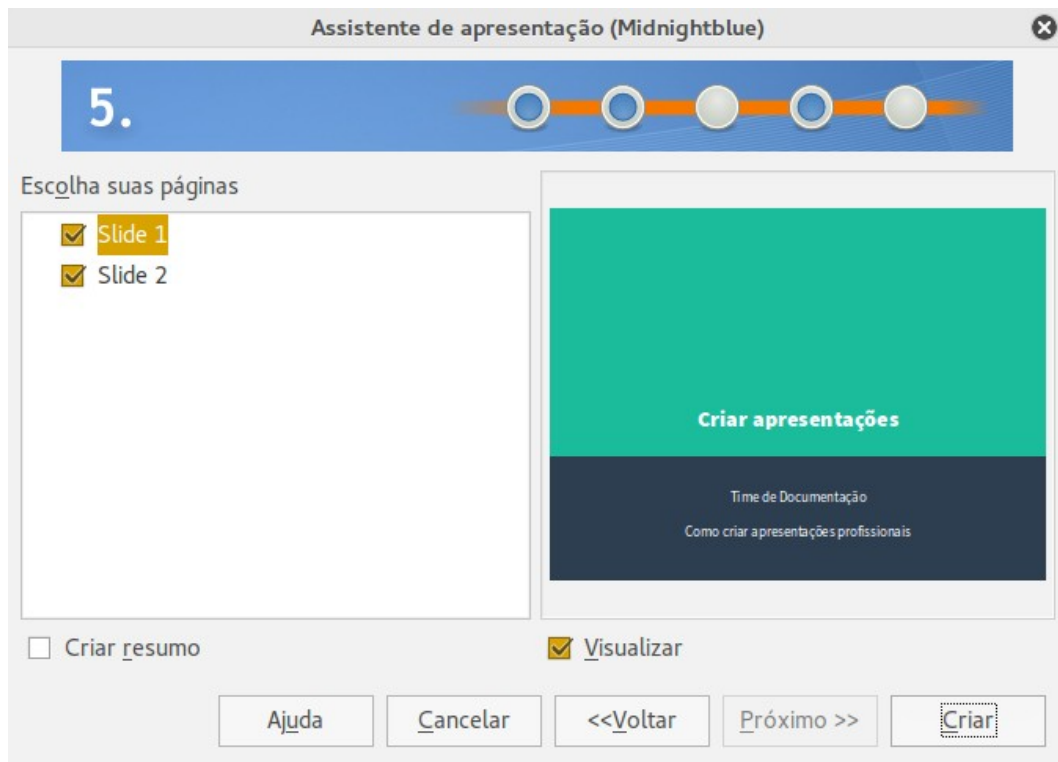 Assistente de apresentação (Midnightblue)
5.
Escolha suas páginas
Slide 1
Slide 2
Criar apresentações
Time de Documentação
Como criar apresentações profissionais
Criar resumo
Visualizar
Ajuda
Cancelar
<<Voltar
Próximo >>
Criar